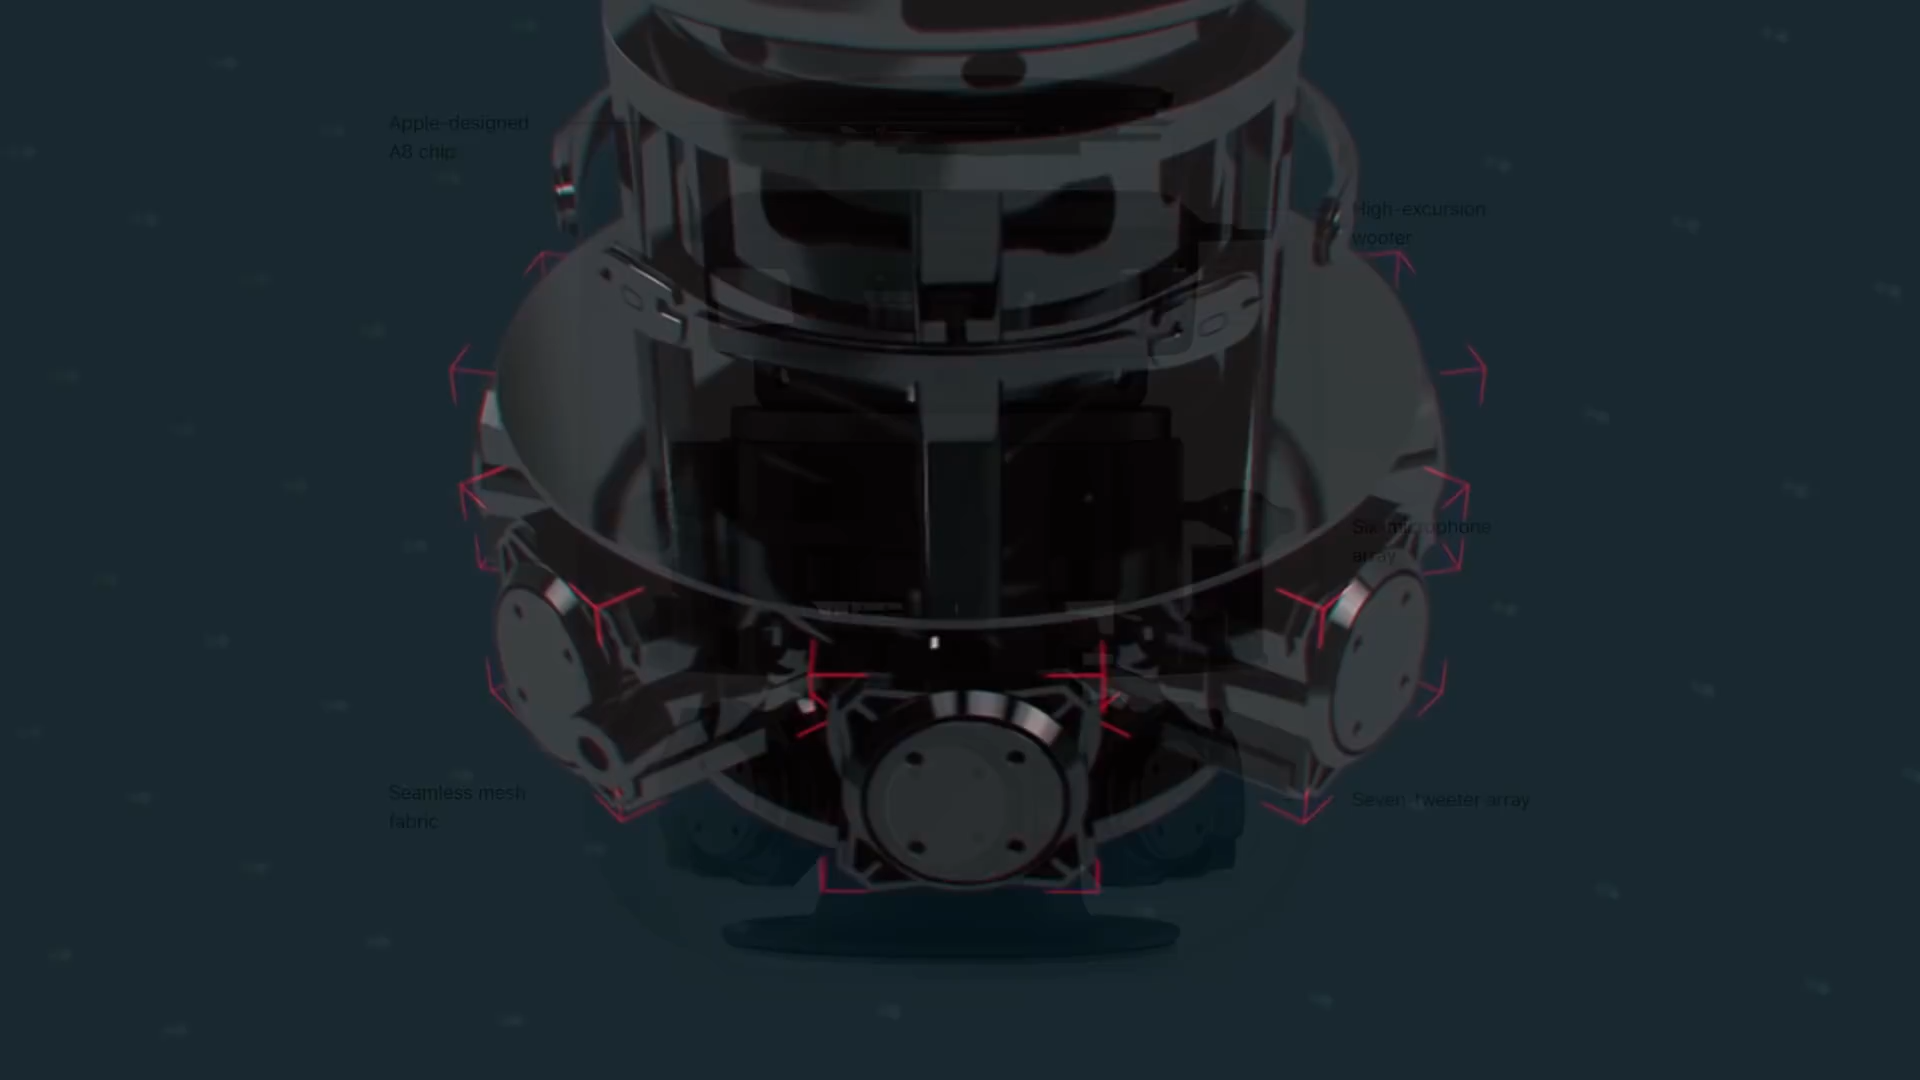 Apple-designed
A8 chip
High-excursion
woofer
Six-microphone
array
Seamless mesh
fabric
Seven-tweeter array